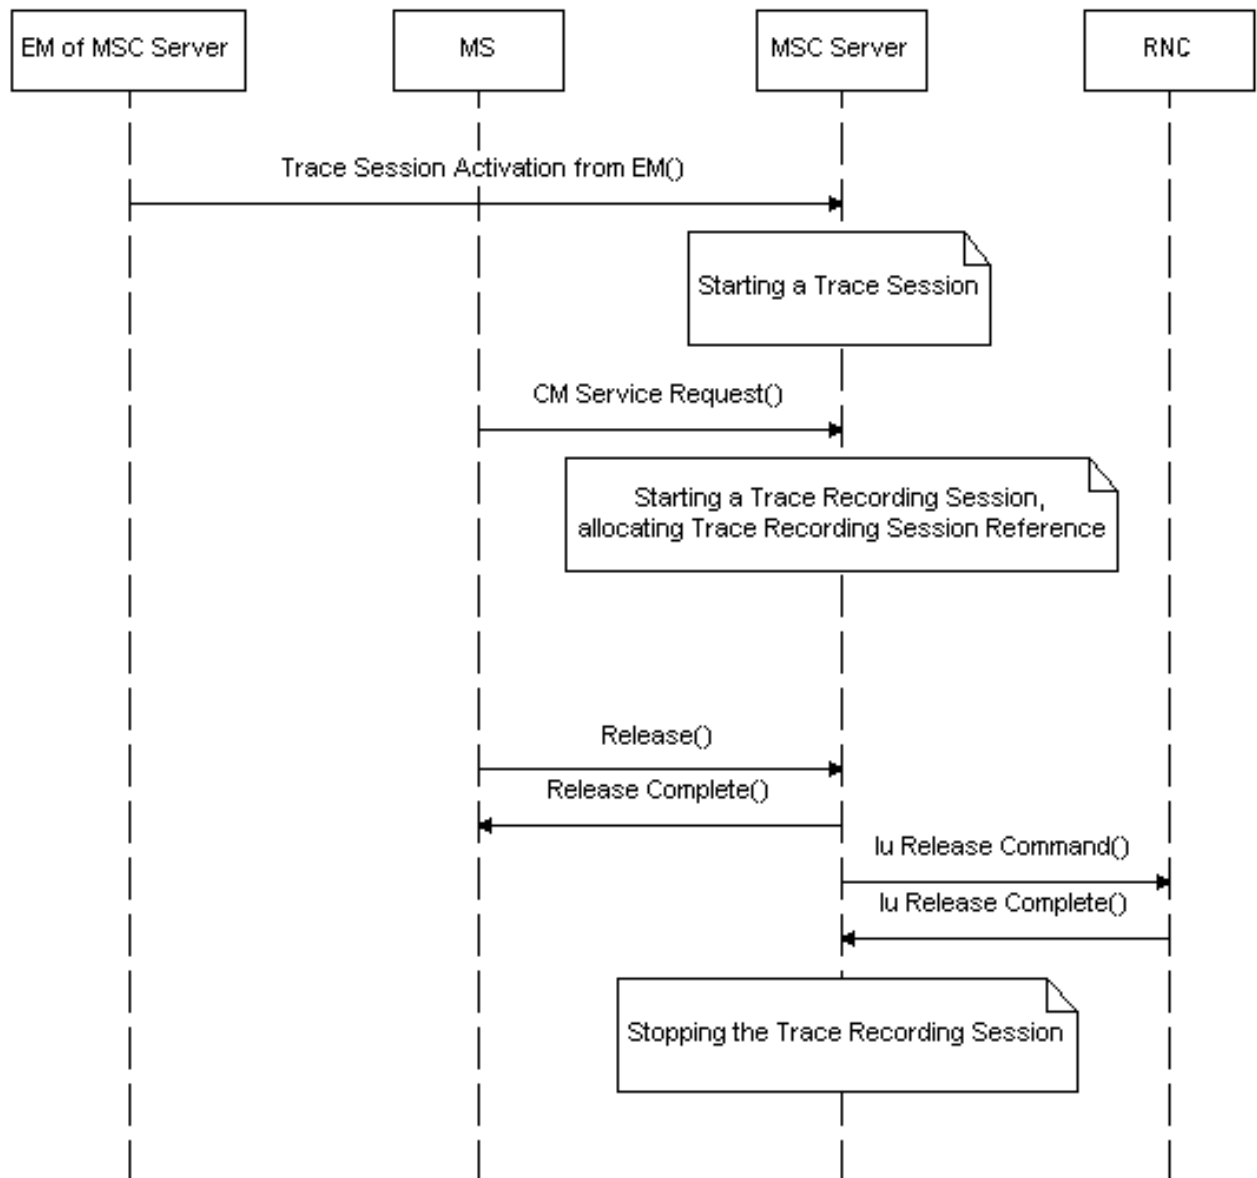 EM of MSC Server
MS
MSC Server
RNC
Trace Session Activation from EM()
Starting a Trace Session
CM Service Request()
Starting a Trace Recording Session,
allocating Trace Recording Session Reference
Release()
Release Complete()
Iu Release Command()
Iu Release Complete()
Stopping the Trace Recording Session